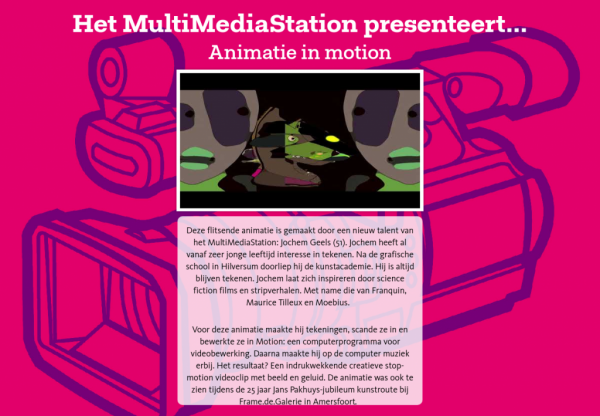 Het MultiMediaStation presenteert...
Animatie in motion
Deze flitsende animatie is gemaakt door een nieuw talent van
het MultiMediaStation: Jochem Geels (51). Jochem heeft al
vanaf zeer jonge leeftijd interesse in tekenen. Na de grafische
school in Hilversum doorliep hij de kunstacademie. Hij is altijd
blijven tekenen. Jochem laat zich inspireren door science
fiction films en stripverhalen. Met name die van Franquin,
Maurice Tilleux en Moebius.
Voor deze animatie maakte hij tekeningen, scande ze in en
bewerkte ze in Motion: een computerprogramma voor
videobewerking. Daarna maakte hij op de computer muziek
erbij. Het resultaat? Een indrukwekkende creatieve stop-
motion videoclip met beeld en geluid. De animatie was ook te
zien tijdens de 25 jaar Jans Pakhuys-jubileum kunstroute bij
Frame.de.Galerie in Amersfoort.